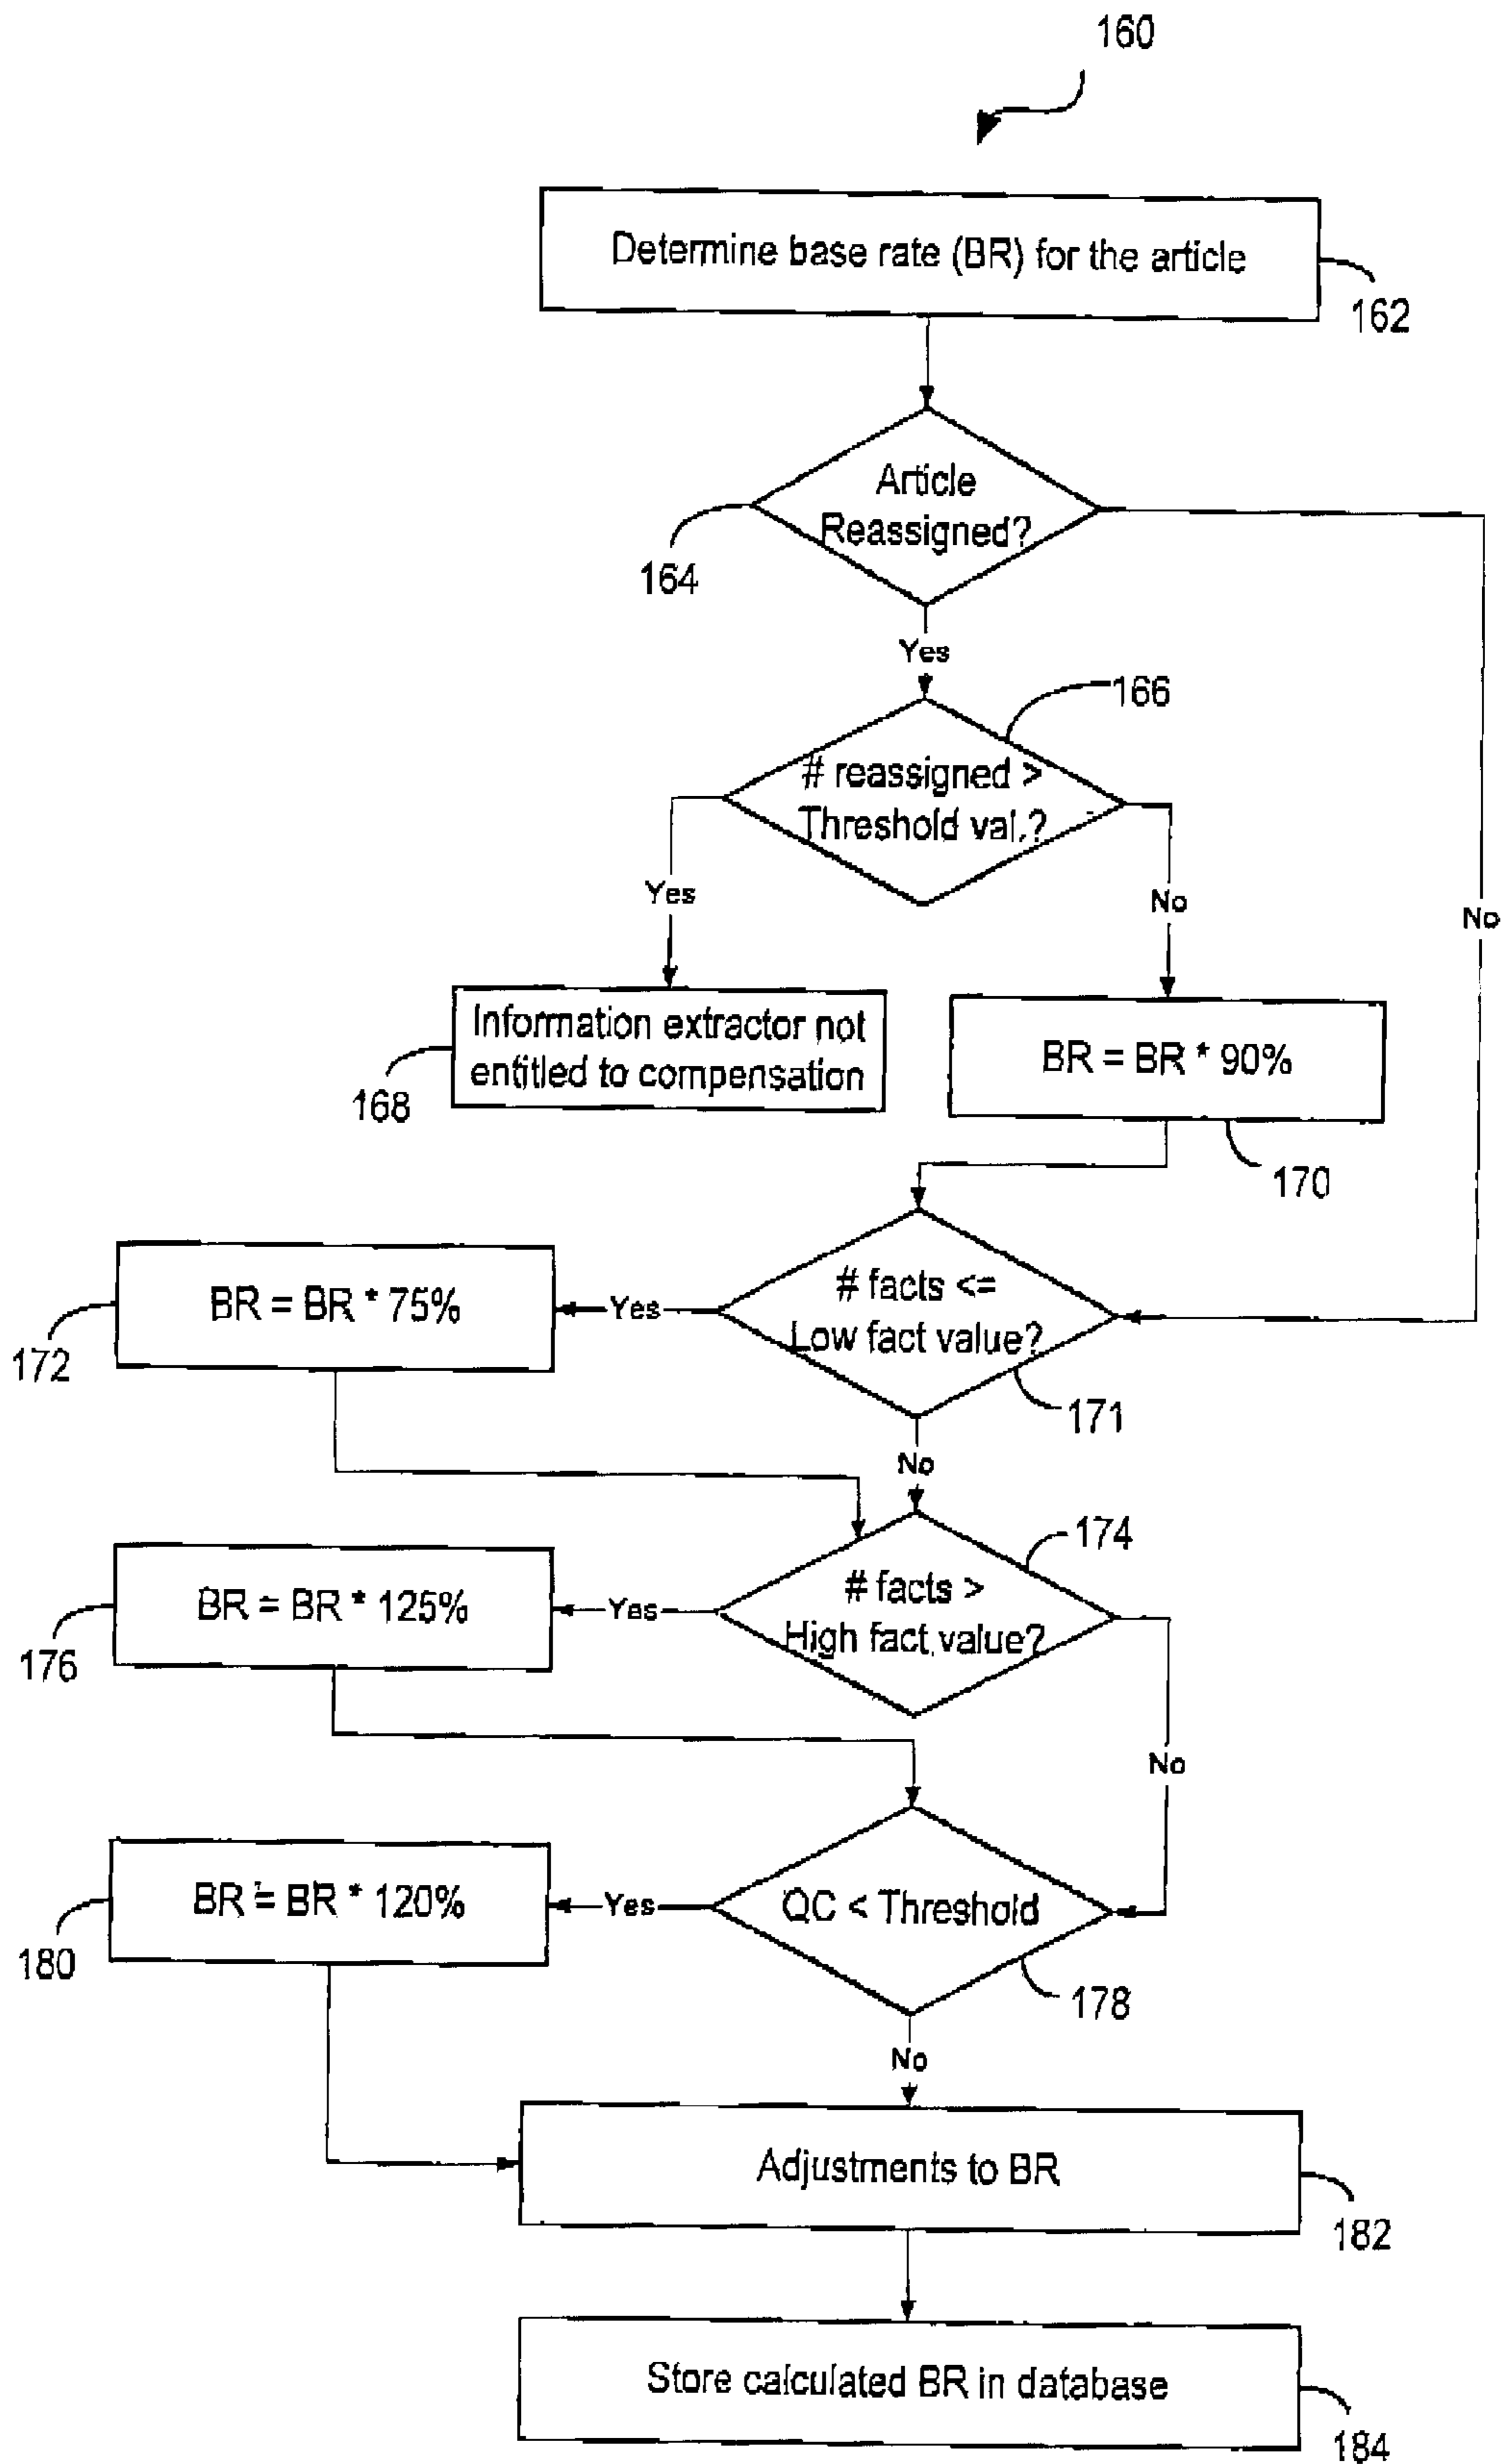 160
Determine base rate (BR) for the article
162
Article
Reassigned?
164
Yes
166
# reassigned >
Threshold val.?
Yes
No
No
Information extractor not
entitled to compensation
168
BR = BR * 90%
170
BR = BR * 75%
172
Yes
# facts <=
Low fact value?
171
No
174
BR = BR * 125%
176
Yes
# facts >
High fact value?
No
BR = BR * 120%
180
Yes
QC < Threshold
178
No
Adjustments to BR
182
Store calculated BR in database
184